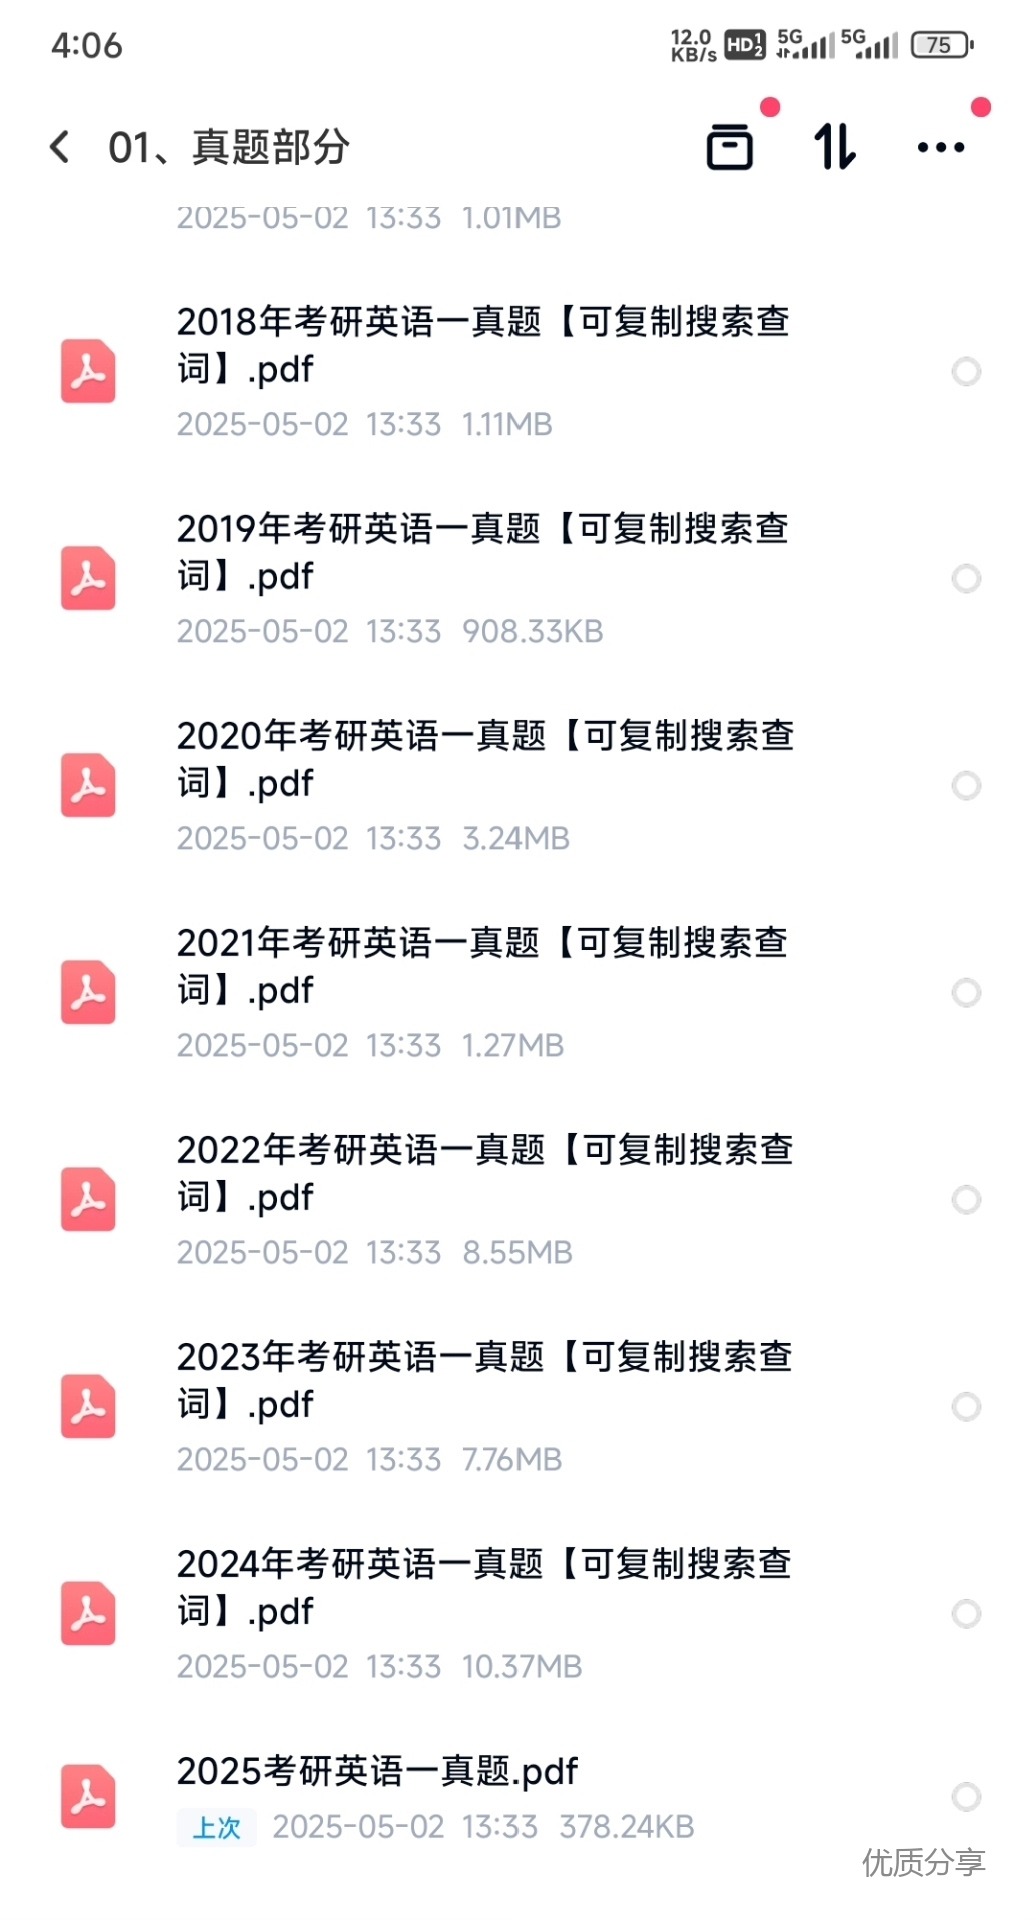 4:06
12.0 KB/s HD 1 2 5G 5G 75
01、真题部分
2025-05-02 13:33 1.01MB
2018年考研英语一真题【可复制搜索查
词】.pdf
2025-05-02 13:33 1.11MB
2019年考研英语一真题【可复制搜索查
词】.pdf
2025-05-02 13:33 908.33KB
2020年考研英语一真题【可复制搜索查
词】.pdf
2025-05-02 13:33 3.24MB
2021年考研英语一真题【可复制搜索查
词】.pdf
2025-05-02 13:33 1.27MB
2022年考研英语一真题【可复制搜索查
词】.pdf
2025-05-02 13:33 8.55MB
2023年考研英语一真题【可复制搜索查
词】.pdf
2025-05-02 13:33 7.76MB
2024年考研英语一真题【可复制搜索查
词】.pdf
2025-05-02 13:33 10.37MB
2025考研英语一真题.pdf
上次 2025-05-02 13:33 378.24KB
优质分享